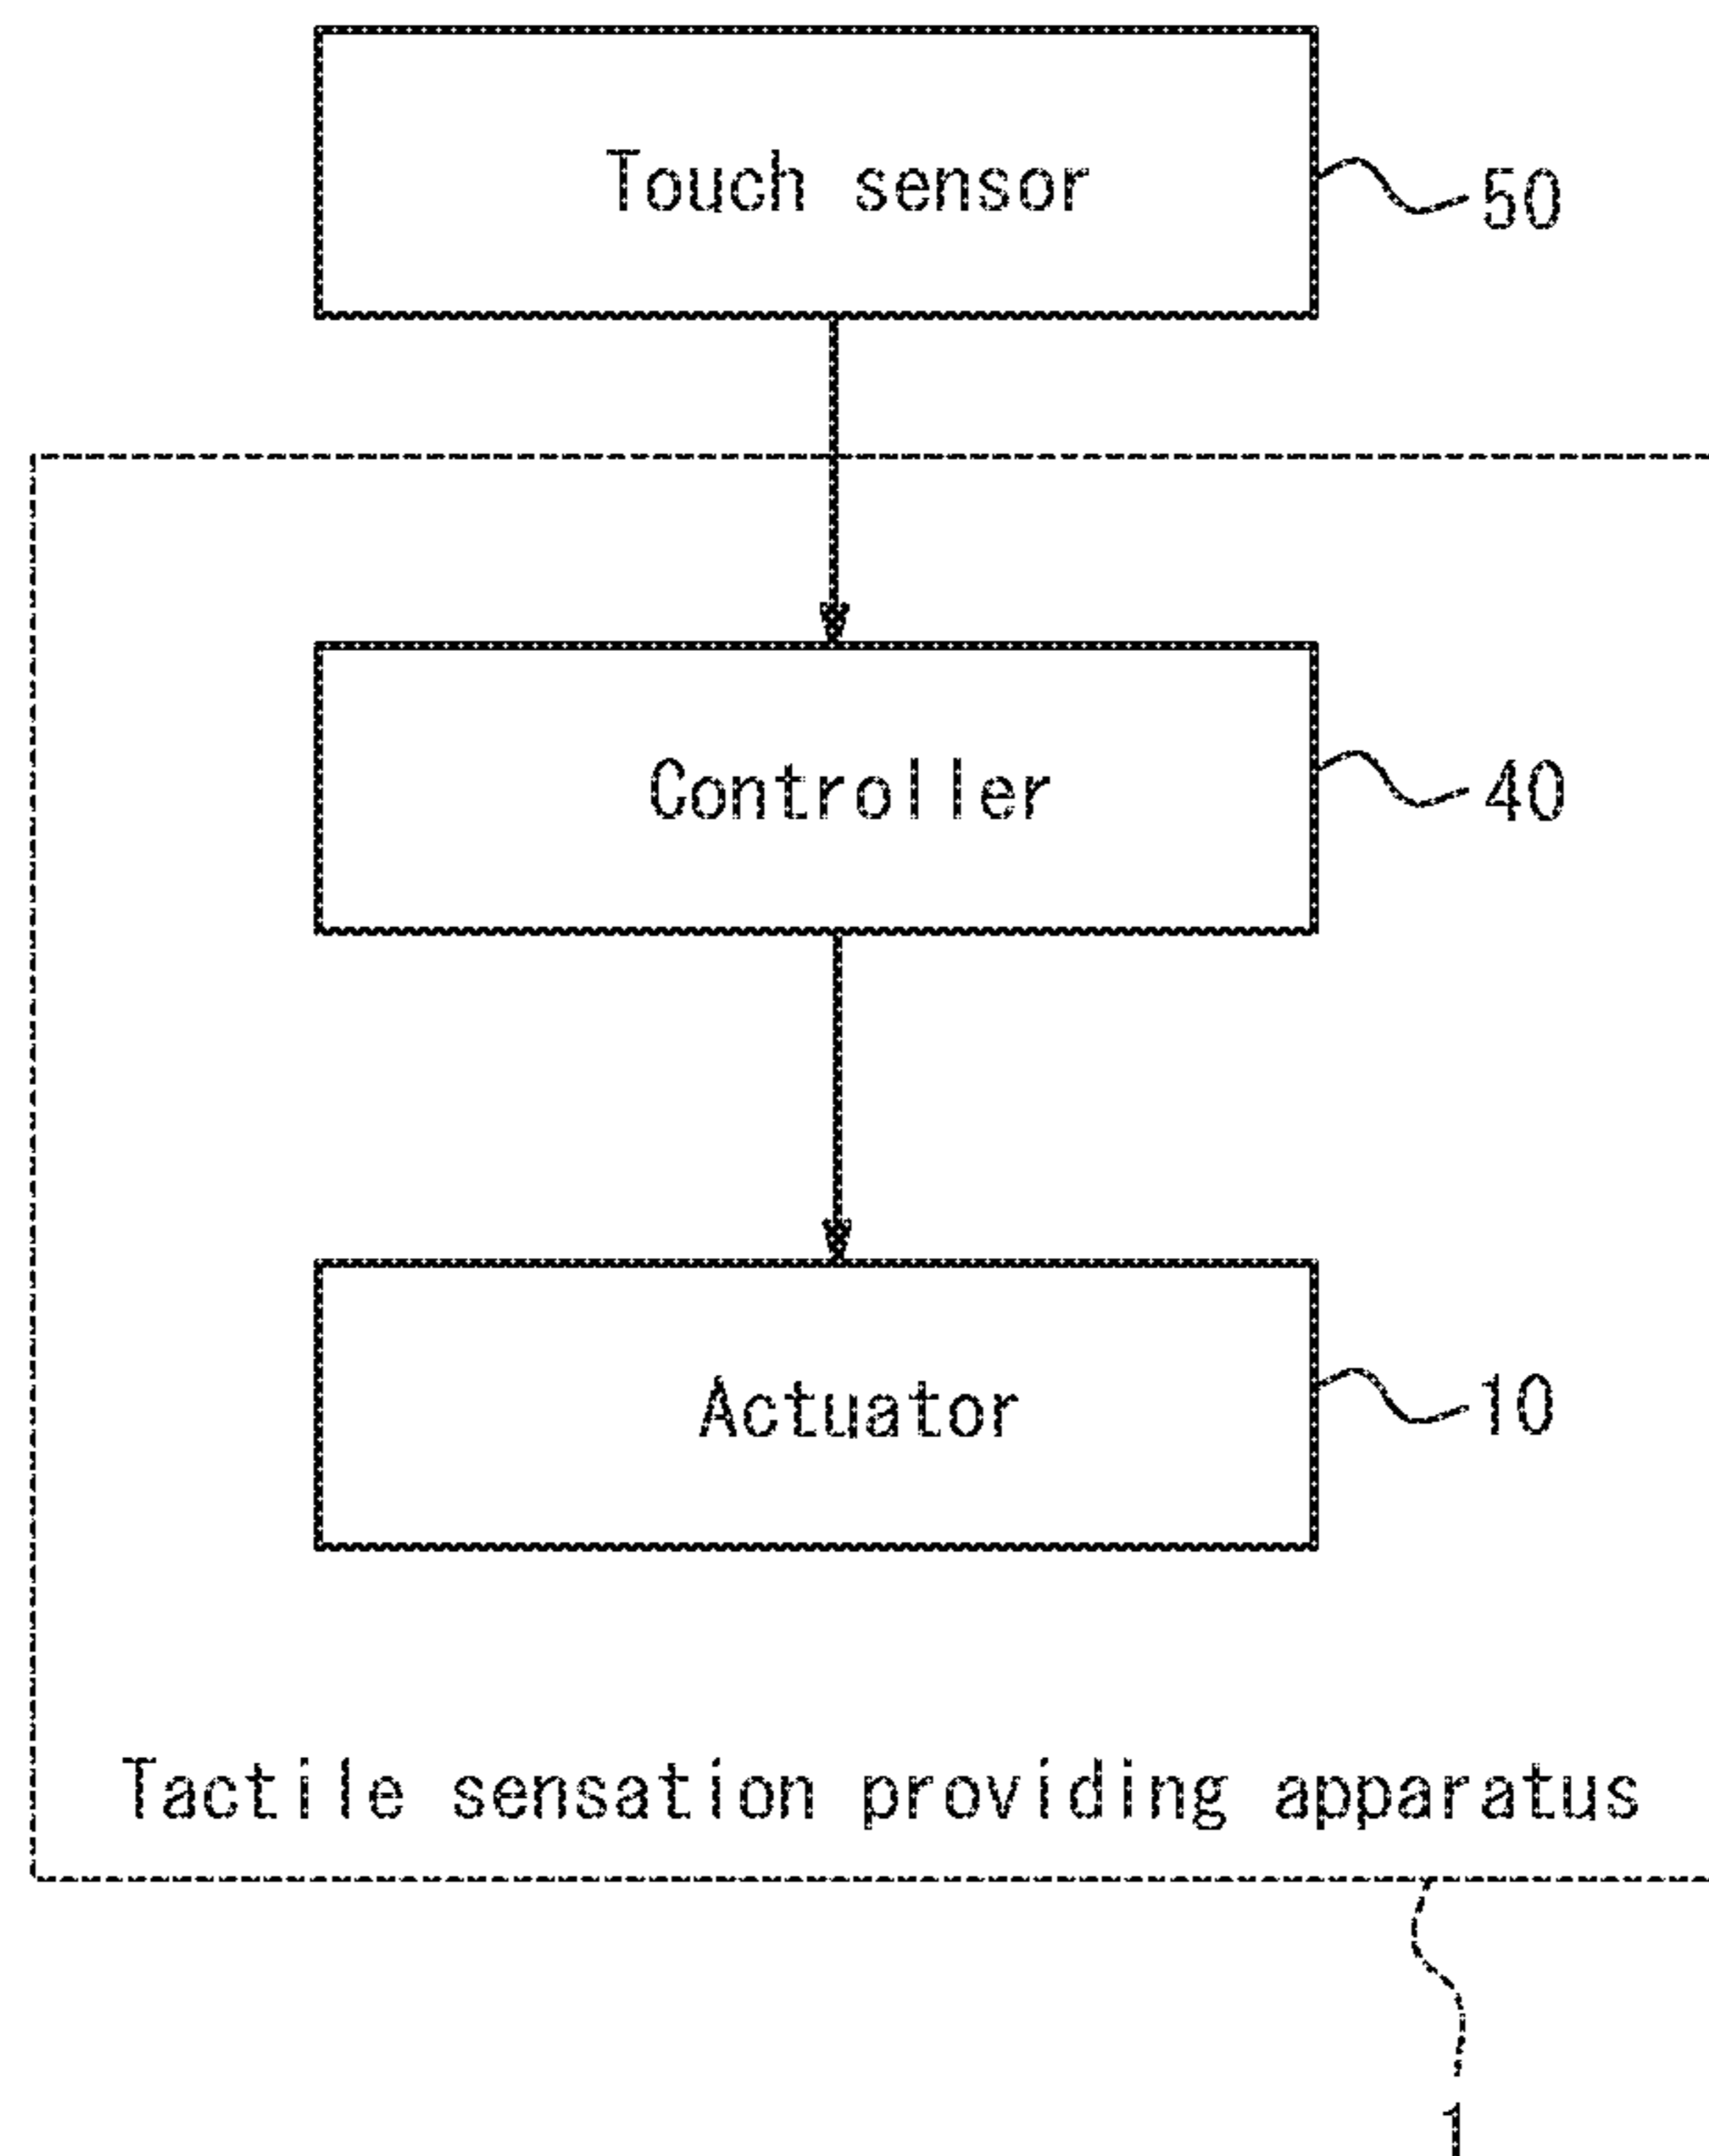 Touch sensor
50
Controller
40
Actuator
10
Tactile sensation providing apparatus
1